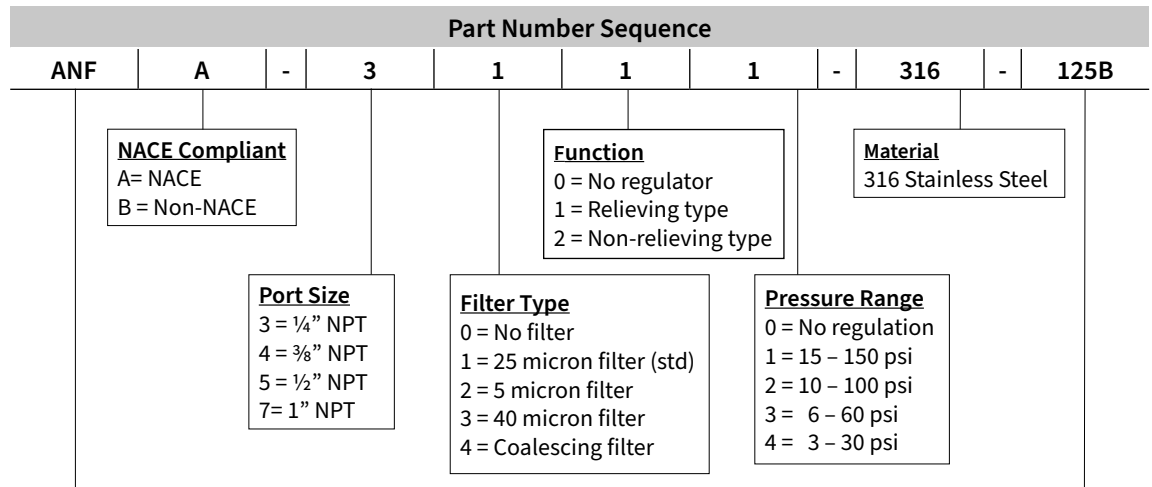 Part Number Sequence
ANF A - 3 1 1 1 - 316 - 125B
NACE Compliant
A= NACE
B = Non-NACE
Function
0 = No regulator
1 = Relieving type
2 = Non-relieving type
Material
316 Stainless Steel
Port Size
3 = ¼” NPT
4 = ⅜” NPT
5 = ½” NPT
7= 1” NPT
Filter Type
0 = No filter
1 = 25 micron filter (std)
2 = 5 micron filter
3 = 40 micron filter
4 = Coalescing filter
Pressure Range
0 = No regulation
1 = 15 – 150 psi
2 = 10 – 100 psi
3 = 6 – 60 psi
4 = 3 – 30 psi